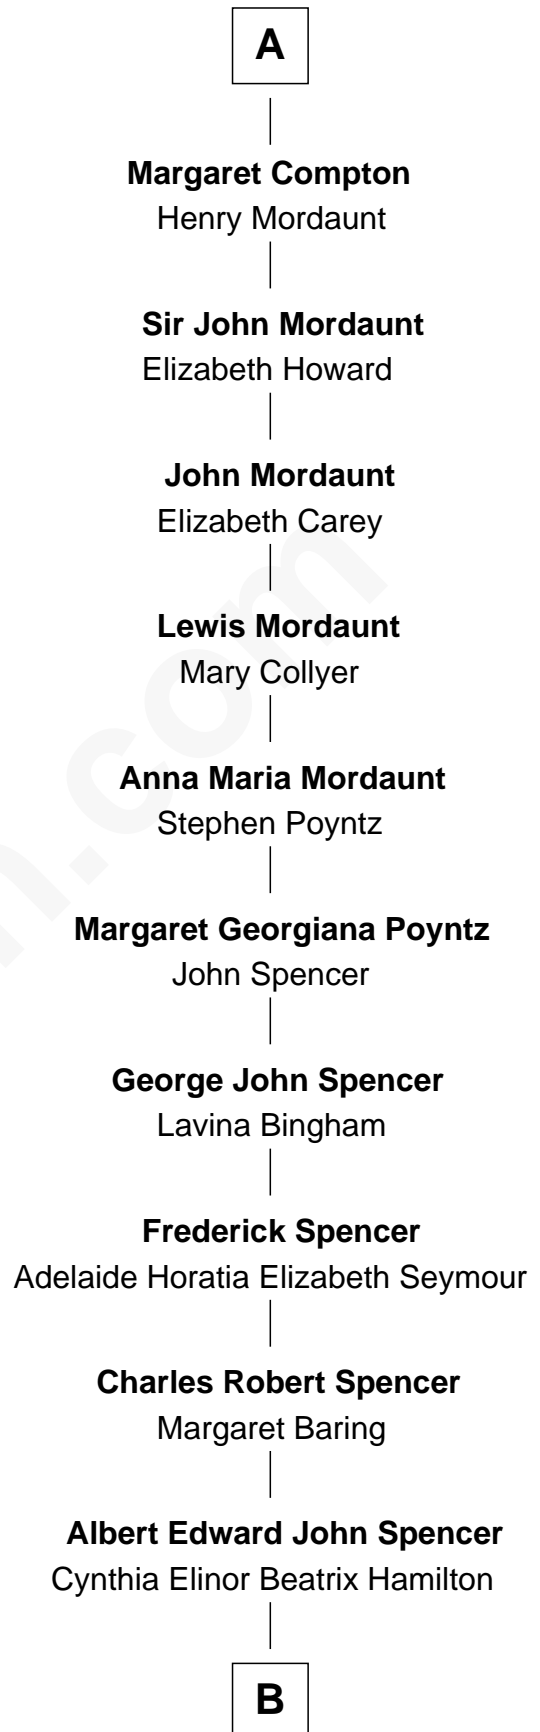 A
Margaret Compton
Henry Mordaunt
Sir John Mordaunt
Elizabeth Howard
John Mordaunt
Elizabeth Carey
Lewis Mordaunt
Mary Collyer
Anna Maria Mordaunt
Stephen Poyntz
Margaret Georgiana Poyntz
John Spencer
George John Spencer
Lavina Bingham
Frederick Spencer
Adelaide Horatia Elizabeth Seymour
Charles Robert Spencer
Margaret Baring
Albert Edward John Spencer
Cynthia Elinor Beatrix Hamilton
B